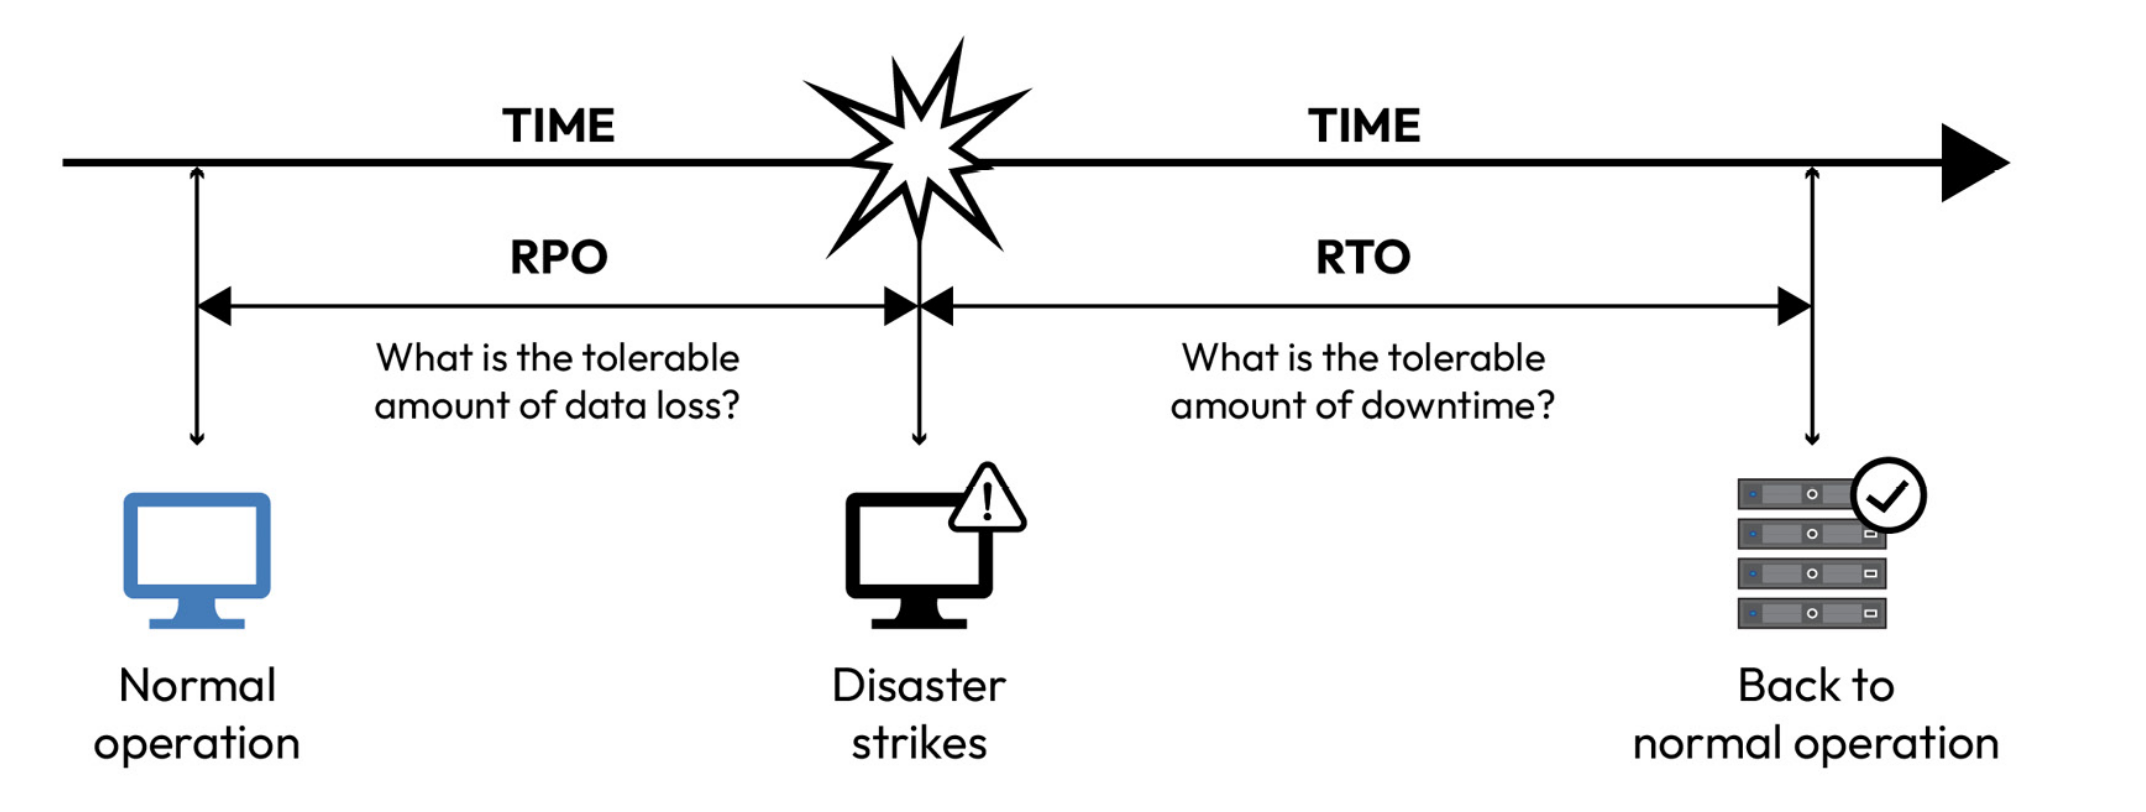 TIME
TIME
RPO
RTO
What is the tolerable
amount of data loss?
What is the tolerable
amount of downtime?
!
Normal
operation
Disaster
strikes
Back to
normal operation